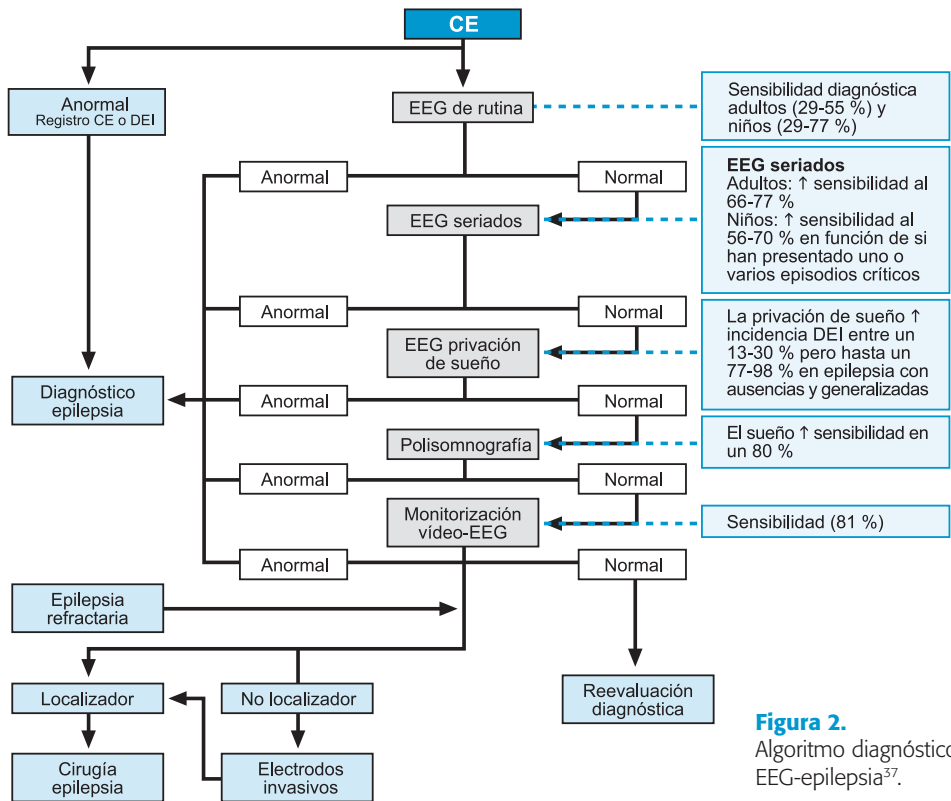 CE
Anormal
Registro CE o DEI
EEG de rutina
Sensibilidad diagnóstica
adultos (29-55 %) y
niños (29-77 %)
Anormal
Normal
EEG seriados
EEG seriados
Adultos: ↑ sensibilidad al
66-77 %
Niños: ↑ sensibilidad al
56-70 % en función de si
han presentado uno o
varios episodios críticos
Anormal
Normal
EEG privación
de sueño
La privación de sueño ↑
incidencia DEI entre un
13-30 % pero hasta un
77-98 % en epilepsia con
ausencias y generalizadas
Diagnóstico
epilepsia
Anormal
Normal
Polisomnografía
El sueño ↑ sensibilidad en
un 80 %
Anormal
Normal
Monitorización
vídeo-EEG
Sensibilidad (81 %)
Anormal
Normal
Epilepsia
refractaria
Localizador
No localizador
Reevaluación
diagnóstica
Cirugía
epilepsia
Electrodos
invasivos
Figura 2.
Algoritmo diagnóstico
EEG-epilepsia³⁷.